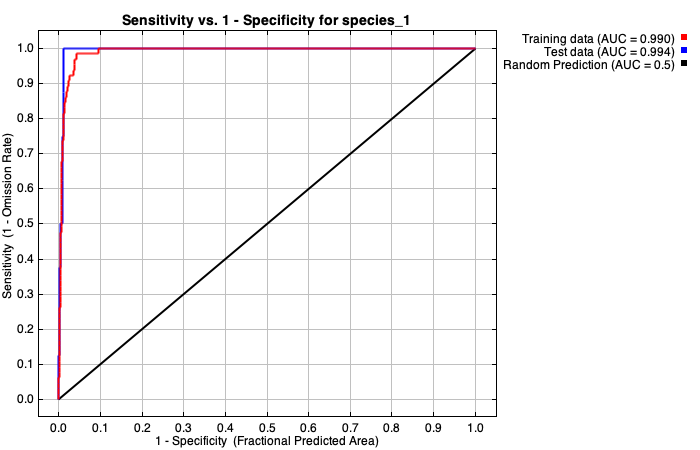 Sensitivity vs. 1 - Specificity for species_1
Training data (AUC = 0.990)
Test data (AUC = 0.994)
Random Prediction (AUC = 0.5)
Sensitivity (1 - Omission Rate)
1.0
0.9
0.8
0.7
0.6
0.5
0.4
0.3
0.2
0.1
0.0
0.0 0.1 0.2 0.3 0.4 0.5 0.6 0.7 0.8 0.9 1.0
1 - Specificity (Fractional Predicted Area)